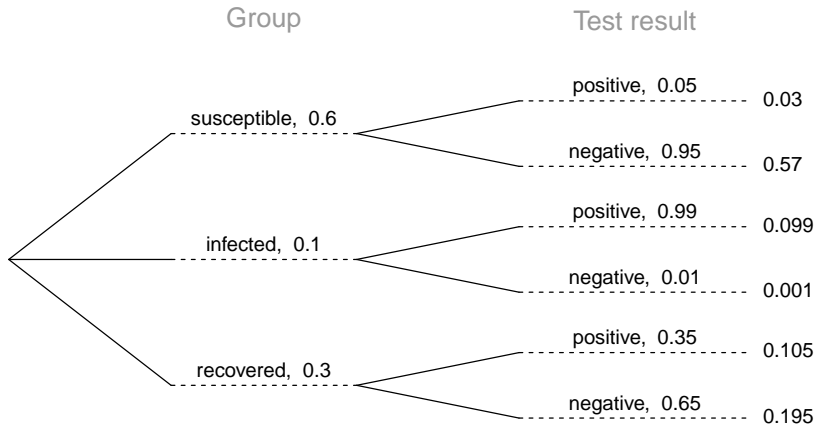 Group
Test result
susceptible, 0.6
positive, 0.05
0.03
negative, 0.95
0.57
infected, 0.1
positive, 0.99
0.099
negative, 0.01
0.001
recovered, 0.3
positive, 0.35
0.105
negative, 0.65
0.195